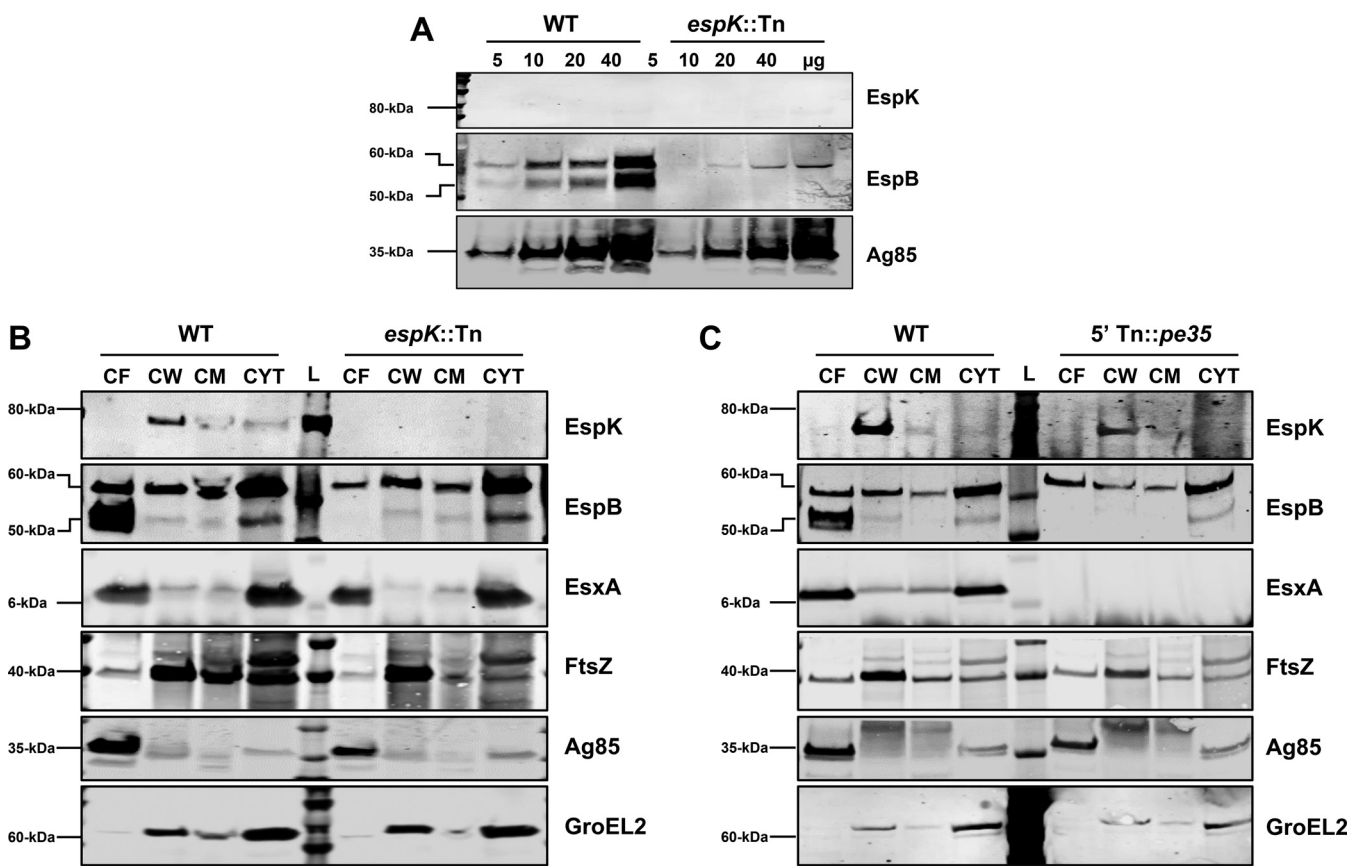 A
WT espK::Tn
5 10 20 40 5 10 20 40 µg
80-kDa EspK
60-kDa
50-kDa EspB
35-kDa Ag85
B
WT espK::Tn
CF CW CM CYT L CF CW CM CYT
80-kDa EspK
60-kDa
50-kDa EspB
6-kDa EsxA
40-kDa FtsZ
35-kDa Ag85
60-kDa GroEL2
C
WT 5’ Tn::pe35
CF CW CM CYT L CF CW CM CYT
80-kDa EspK
60-kDa
50-kDa EspB
6-kDa EsxA
40-kDa FtsZ
35-kDa Ag85
60-kDa GroEL2